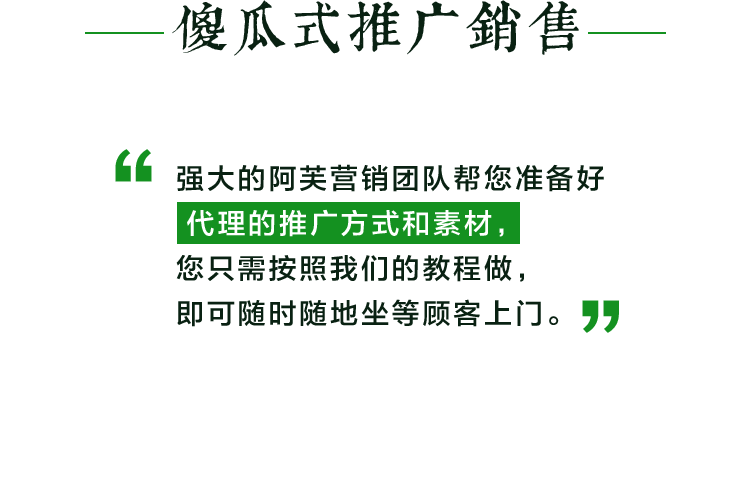 傻瓜式推广銷售
“强大的阿芙营销团队帮您准备好
代理的推广方式和素材，
您只需按照我们的教程做，
即可随时随地坐等顾客上门。”